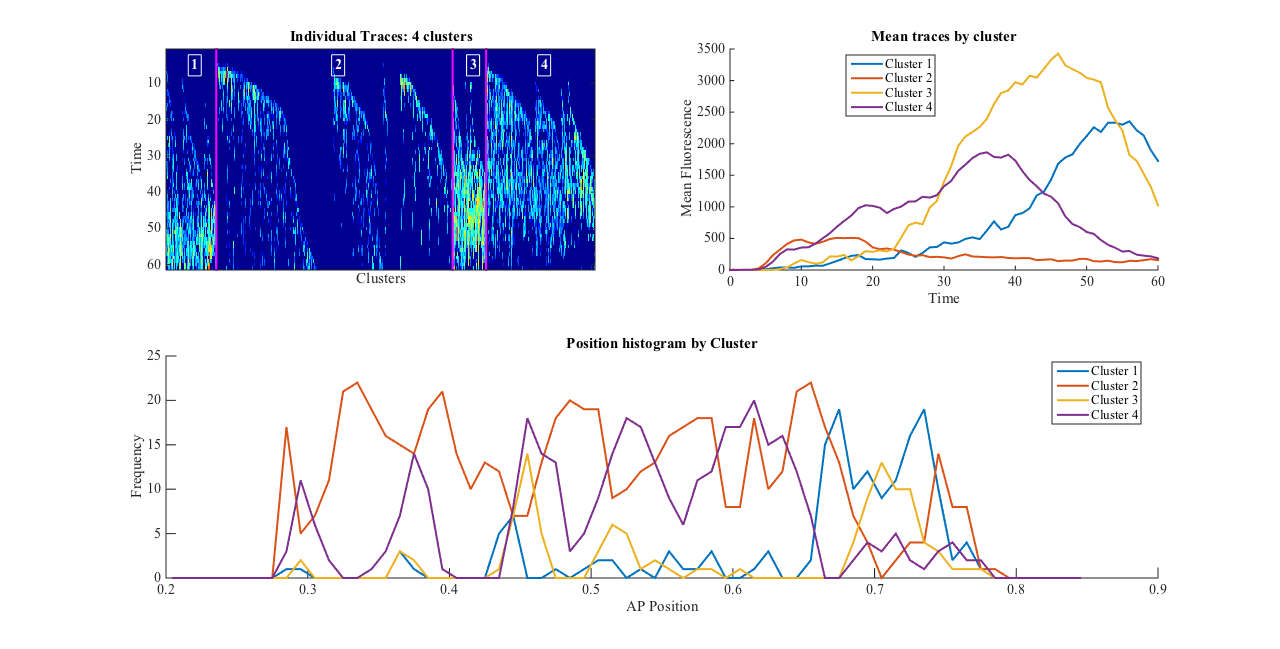 Individual Traces: 4 clusters
1 2 3 4
10
20
30
40
50
60
Time
Clusters
Mean traces by cluster
3500
3000
2500
2000
1500
1000
500
0
Mean Fluorescence
Cluster 1
Cluster 2
Cluster 3
Cluster 4
0 10 20 30 40 50 60
Time
Position histogram by Cluster
25
20
15
10
5
0
Frequency
Cluster 1
Cluster 2
Cluster 3
Cluster 4
0.2 0.3 0.4 0.5 0.6 0.7 0.8 0.9
AP Position